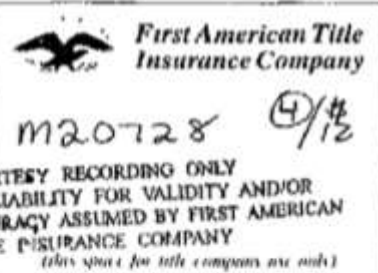 First American Title
Insurance Company
M20728 4/#12
TESY RECORDING ONLY
IABILITY FOR VALIDITY AND/OR
RACY ASSUMED BY FIRST AMERICAN
E INSURANCE COMPANY
(this space for title company use only)